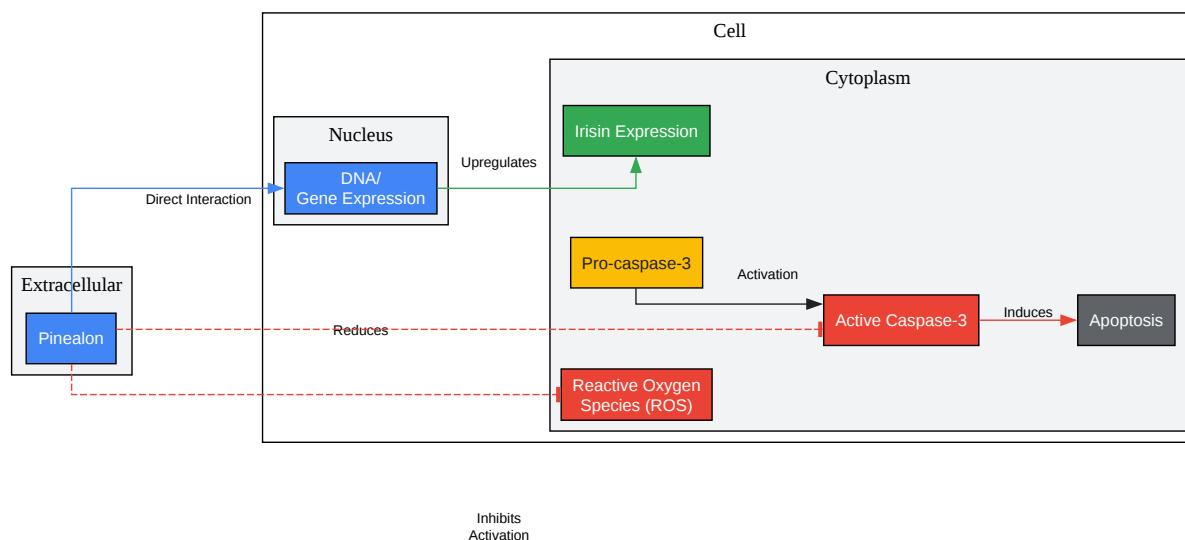 Cell
Cytoplasm
Nucleus
Irisin Expression
Upregulates
DNA/
Gene Expression
Direct Interaction
Pro-caspase-3
Activation
Extracellular
Pinealon
Reduces
Active Caspase-3
Induces
Apoptosis
Reactive Oxygen
Species (ROS)
Inhibits
Activation